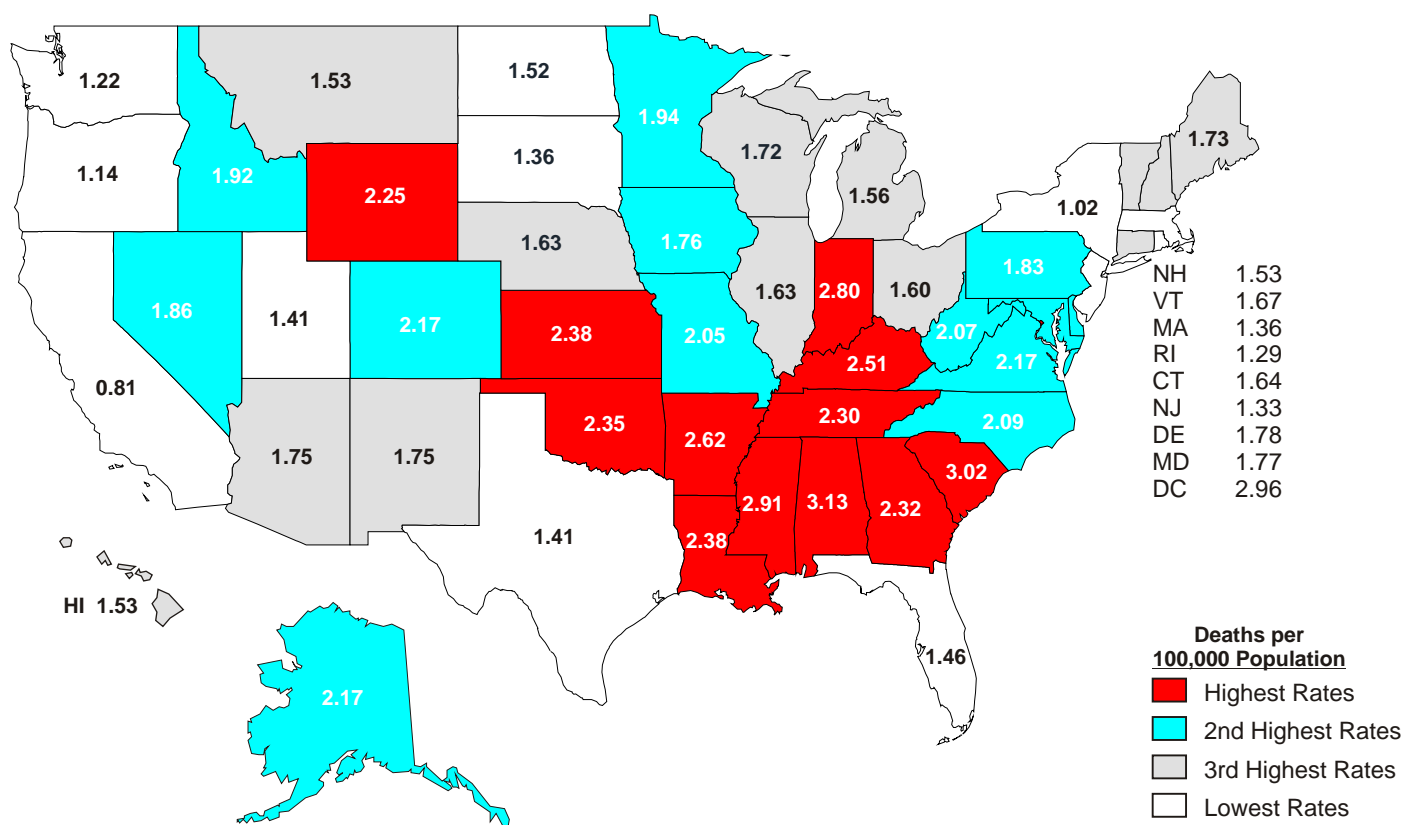 1.22
1.53
1.52
1.94
1.72
1.56
1.73
1.14
1.92
2.25
1.36
1.02
1.63
1.76
1.63
2.80
1.60
1.83
1.86
1.41
2.17
2.38
2.05
2.07
2.17
2.51
0.81
1.75
1.75
2.35
2.62
2.30
2.09
3.02
1.41
2.38
2.91
3.13
2.32
1.46
NH 1.53
VT 1.67
MA 1.36
RI 1.29
CT 1.64
NJ 1.33
DE 1.78
MD 1.77
DC 2.96
HI 1.53
2.17
Deaths per
100,000 Population
Highest Rates
2nd Highest Rates
3rd Highest Rates
Lowest Rates